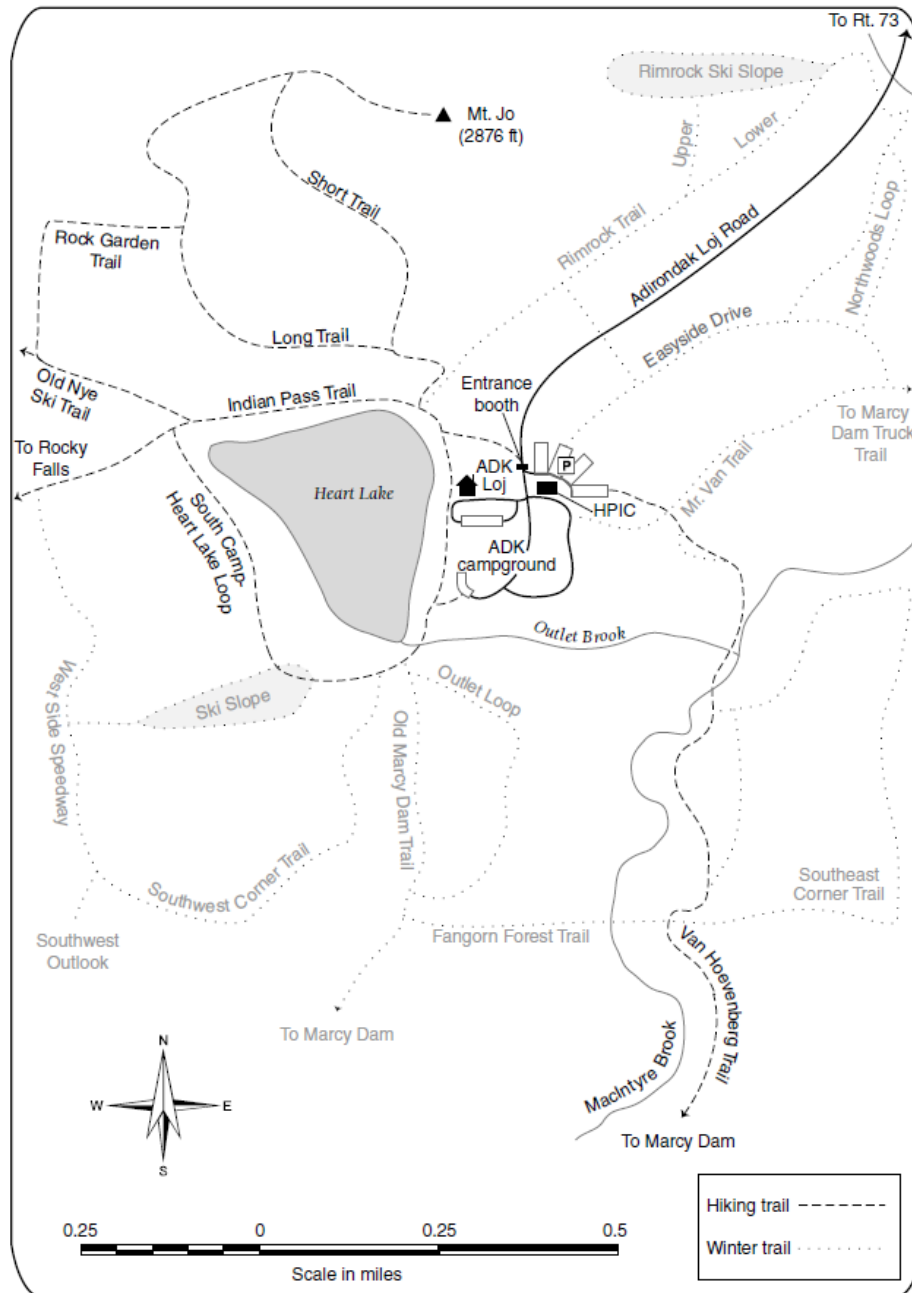 To Rt. 73
Rimrock Ski Slope
Mt. Jo
(2876 ft)
Upper
Lower
Short Trail
Rimrock Trail
Adirondak Loj Road
Northwoods Loop
Rock Garden
Trail
Long Trail
Easyside Drive
Old Nye
Ski Trail
Indian Pass Trail
Entrance
booth
To Marcy
Dam Truck
Trail
To Rocky
Falls
ADK
Loj
P
Mr. Van Trail
Heart Lake
HPIC
South Camp-
Heart Lake Loop
ADK
campground
Outlet Brook
West Side Speedway
Ski Slope
Outlet Loop
Old Marcy Dam Trail
Southwest Corner Trail
Southeast
Corner Trail
Southwest
Outlook
Fangorn Forest Trail
Van Hoevenberg Trail
To Marcy Dam
MacIntyre Brook
To Marcy Dam
N
W
E
S
0.25
0
0.25
0.5
Scale in miles
Hiking trail
Winter trail